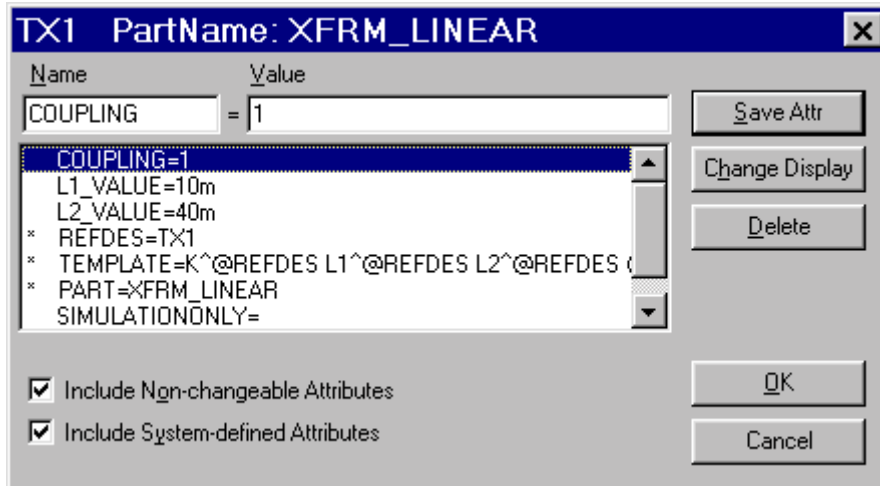 TX1 PartName: XFRM_LINEAR
Name Value
COUPLING = 1
Save Attr
COUPLING=1
Change Display
L1_VALUE=10m
L2_VALUE=40m
Delete
* REFDES=TX1
* TEMPLATE=K^@REFDES L1^@REFDES L2^@REFDES
* PART=XFRM_LINEAR
SIMULATIONONLY=
Include Non-changeable Attributes
OK
Include System-defined Attributes
Cancel